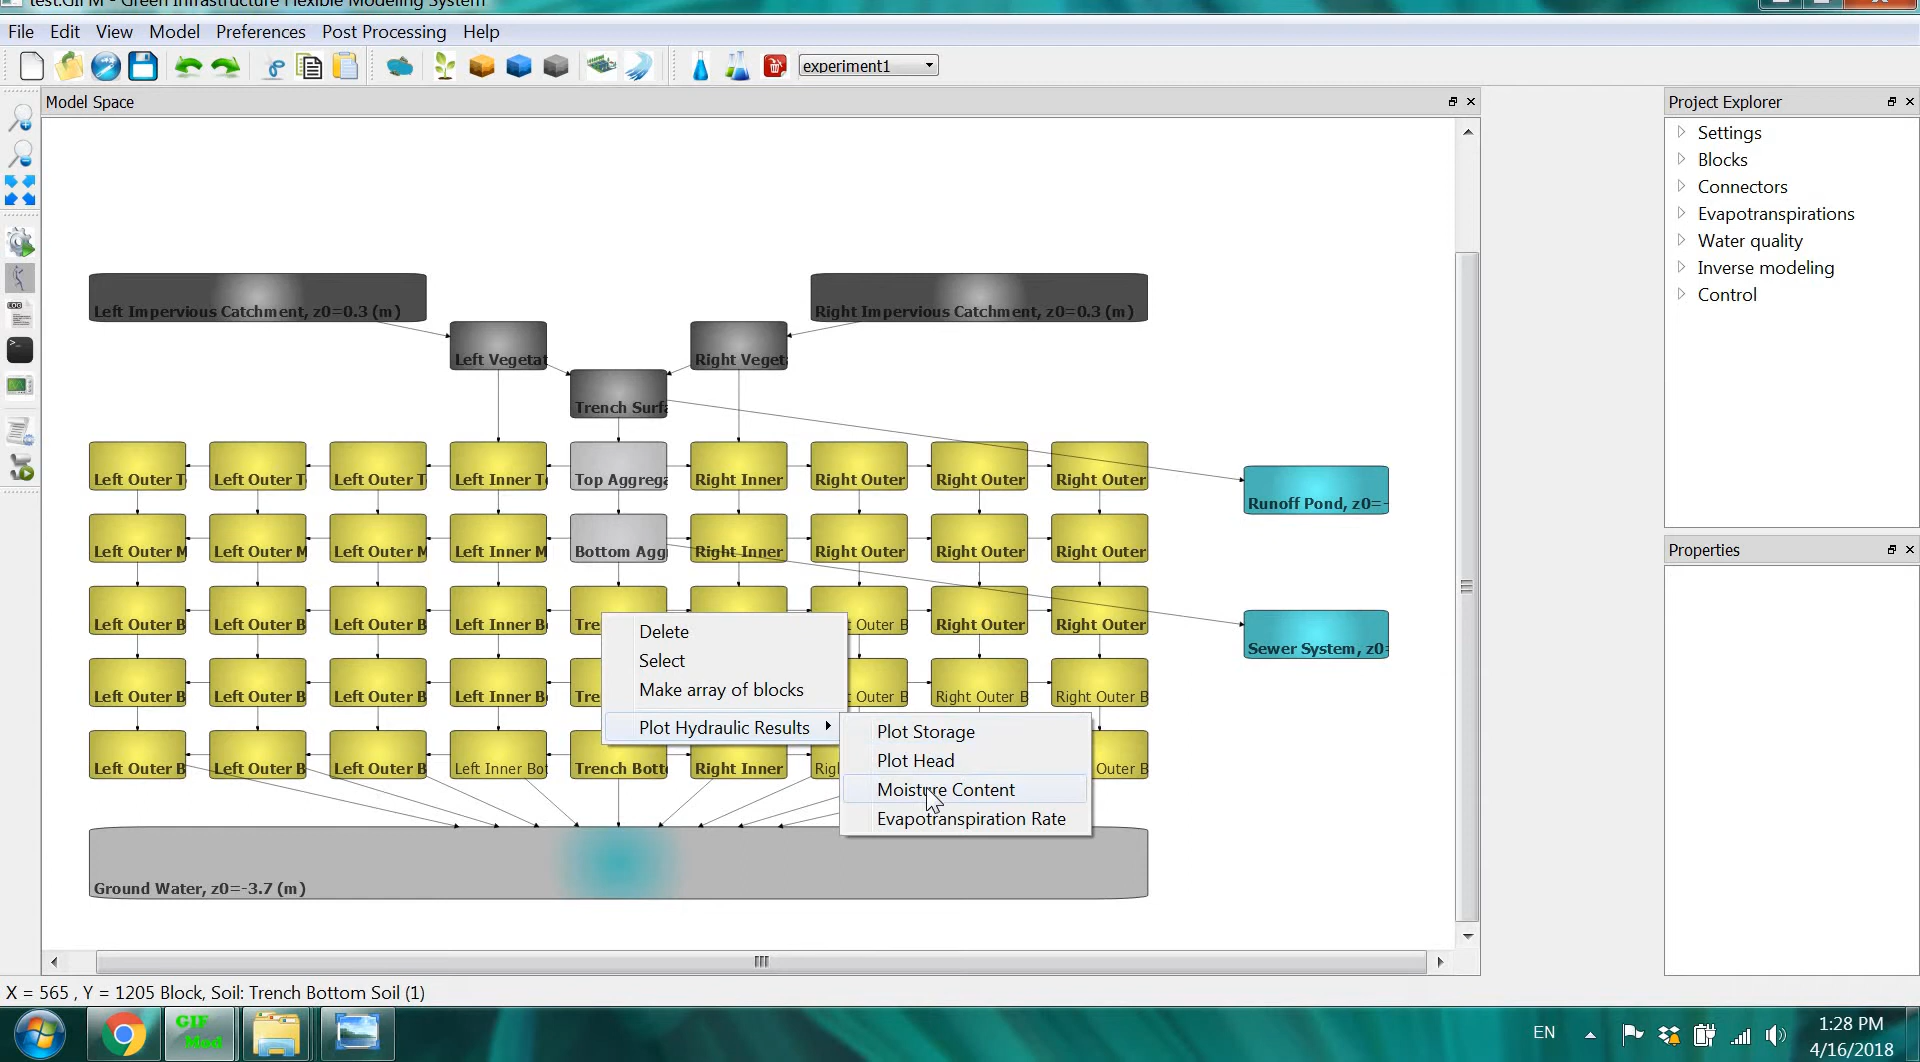 test.GIFM - Green Infrastructure Flexible Modeling System
File Edit View Model Preferences Post Processing Help
experiment1
Model Space
Project Explorer
Settings
Blocks
Connectors
Evapotranspirations
Water quality
Inverse modeling
Control
Properties
LOG
Left Impervious Catchment, z0=0.3 (m)
Right Impervious Catchment, z0=0.3 (m)
Left Vegetat
Right Veget
Trench Surf
Left Outer T
Left Outer T
Left Outer T
Left Inner T
Top Aggrega
Right Inner
Right Outer
Right Outer
Right Outer
Runoff Pond, z0=-
Left Outer M
Left Outer M
Left Outer M
Left Inner M
Bottom Agg
Right Inner
Right Outer
Right Outer
Right Outer
Left Outer B
Left Outer B
Left Outer B
Left Inner B
Tre
t Outer B
Right Outer
Right Outer
Sewer System, z0=
Left Outer B
Left Outer B
Left Outer B
Left Inner B
Tre
t Outer B
Right Outer B
Right Outer B
Left Outer B
Left Outer B
Left Outer B
Left Inner Bot
Trench Botto
Right Inner
Righ
Outer B
Delete
Select
Make array of blocks
Plot Hydraulic Results
Plot Storage
Plot Head
Moisture Content
Evapotranspiration Rate
Ground Water, z0=-3.7 (m)
X = 565 , Y = 1205 Block, Soil: Trench Bottom Soil (1)
GIF
Mod
EN
1:28 PM
4/16/2018